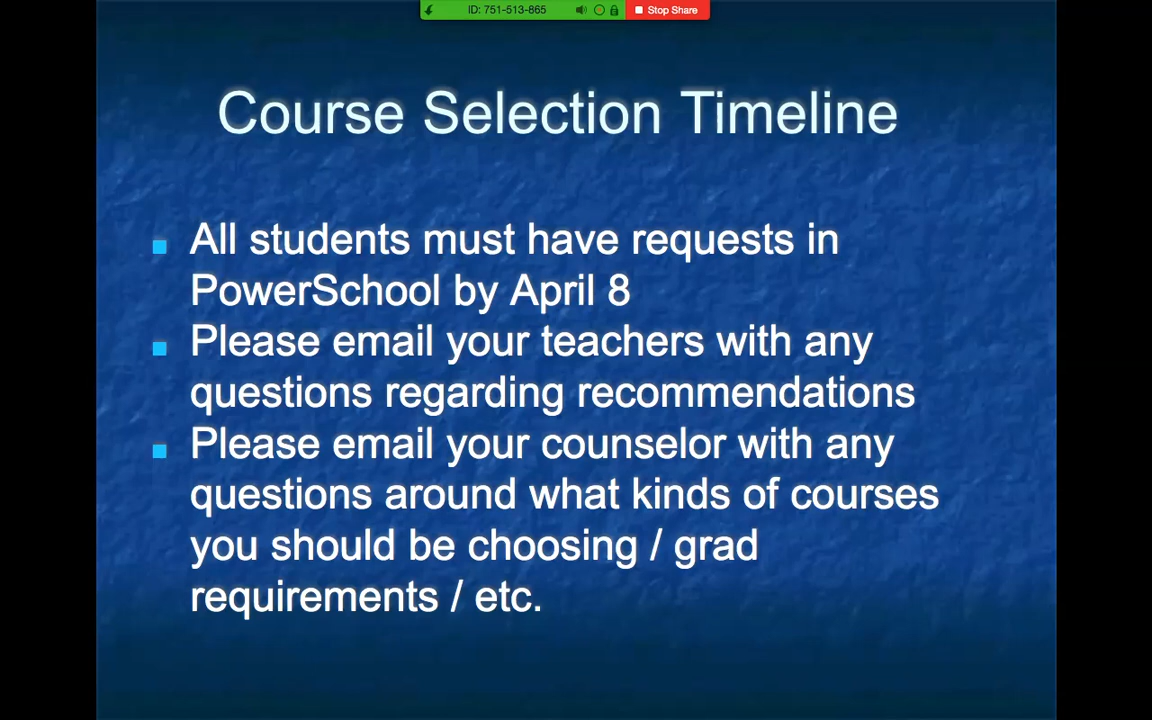 ID: 751-513-865
Stop Share
Course Selection Timeline
All students must have requests in
PowerSchool by April 8
Please email your teachers with any
questions regarding recommendations
Please email your counselor with any
questions around what kinds of courses
you should be choosing / grad
requirements / etc.